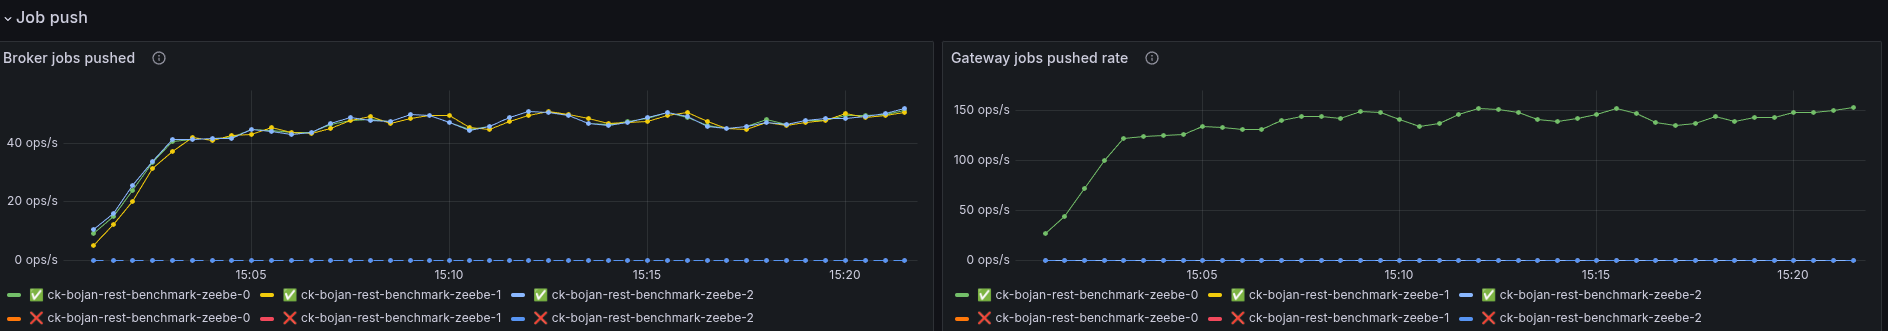 Job push
Broker jobs pushed
40 ops/s
20 ops/s
0 ops/s
15:05 15:10 15:15 15:20
✅ ck-bojan-rest-benchmark-zeebe-0 ✅ ck-bojan-rest-benchmark-zeebe-1 ✅ ck-bojan-rest-benchmark-zeebe-2
❌ ck-bojan-rest-benchmark-zeebe-0 ❌ ck-bojan-rest-benchmark-zeebe-1 ❌ ck-bojan-rest-benchmark-zeebe-2
Gateway jobs pushed rate
150 ops/s
100 ops/s
50 ops/s
0 ops/s
15:05 15:10 15:15 15:20
✅ ck-bojan-rest-benchmark-zeebe-0 ✅ ck-bojan-rest-benchmark-zeebe-1 ✅ ck-bojan-rest-benchmark-zeebe-2
❌ ck-bojan-rest-benchmark-zeebe-0 ❌ ck-bojan-rest-benchmark-zeebe-1 ❌ ck-bojan-rest-benchmark-zeebe-2